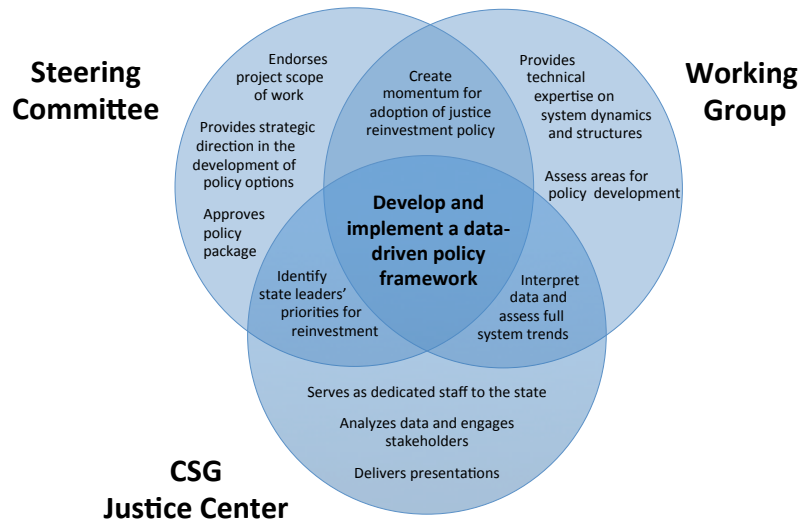 Steering
Committee
Endorses
project scope
of work
Provides strategic
direction in the
development of
policy options
Approves
policy
package
Create
momentum for
adoption of justice
reinvestment policy
Working
Group
Provides
technical
expertise on
system dynamics
and structures
Assess areas for
policy development
Develop and
implement a data-
driven policy
framework
Identify
state leaders’
priorities for
reinvestment
Interpret
data and
assess full
system trends
Serves as dedicated staff to the state
Analyzes data and engages
stakeholders
Delivers presentations
CSG
Justice Center